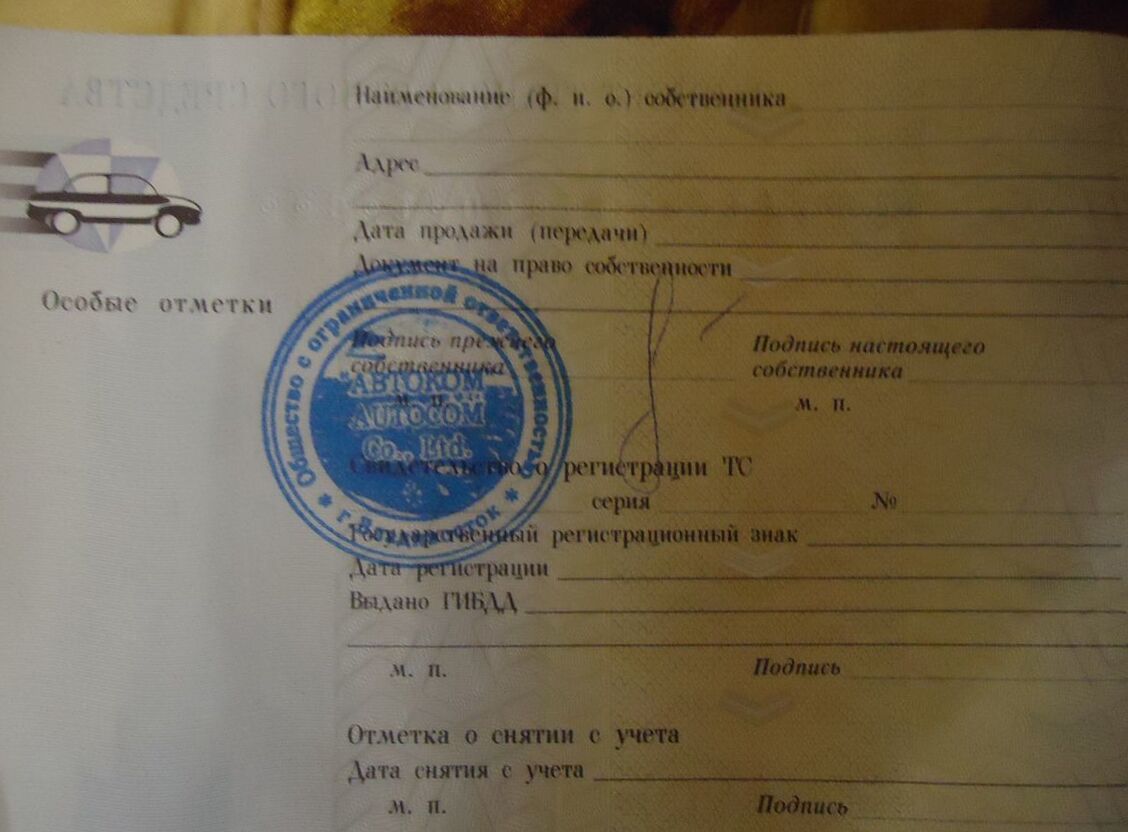 Наименование (ф. и. о.) собственника
Адрес
Дата продажи (передачи)
Документ на право собственности
Особые отметки
Общество с ограниченной ответственностью
Подпись прежнего
собственника
Подпись настоящего
собственника
"АВТОКОМ"
м. п.
м. п.
AUTOCOM
Co., Ltd.
г. Владивосток
Свидетельство о регистрации ТС
серия №
Государственный регистрационный знак
Дата регистрации
Выдано ГИБДД
м. п. Подпись
Отметка о снятии с учета
Дата снятия с учета
м. п. Подпись